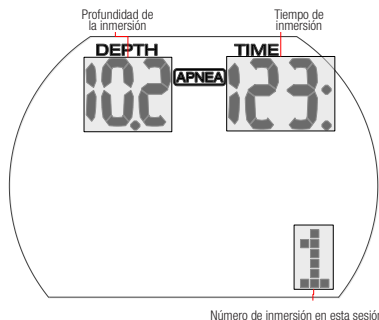 Profundidad de
la inmersión
Tiempo de
inmersión
DEPTH
TIME
10.2
APNEA
123.
1
Número de inmersión en esta sesión